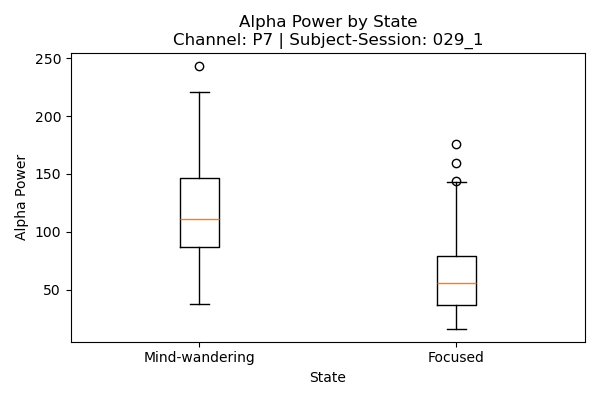 Alpha Power by State
Channel: P7 | Subject-Session: 029_1
250
200
150
100
50
Alpha Power
Mind-wandering
Focused
State